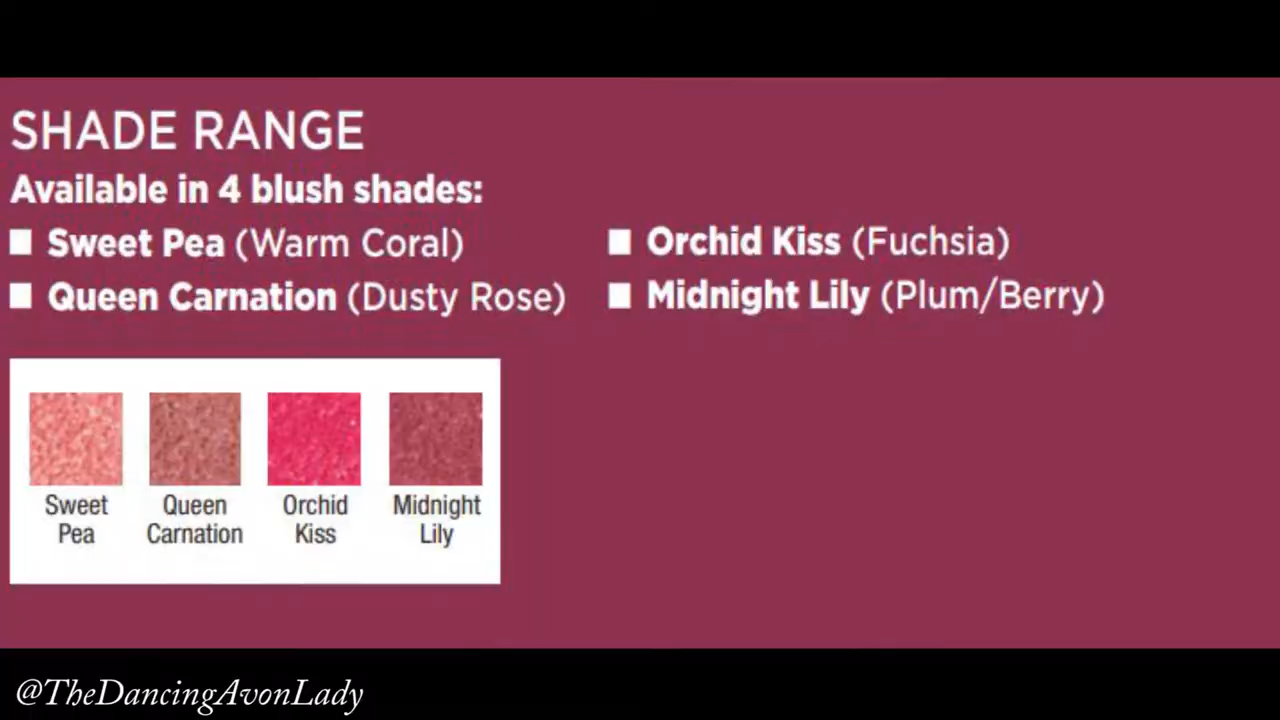 SHADE RANGE
Available in 4 blush shades:
■ Sweet Pea (Warm Coral)
■ Queen Carnation (Dusty Rose)
■ Orchid Kiss (Fuchsia)
■ Midnight Lily (Plum/Berry)
Sweet
Pea
Queen
Carnation
Orchid
Kiss
Midnight
Lily
@TheDancingAvonLady